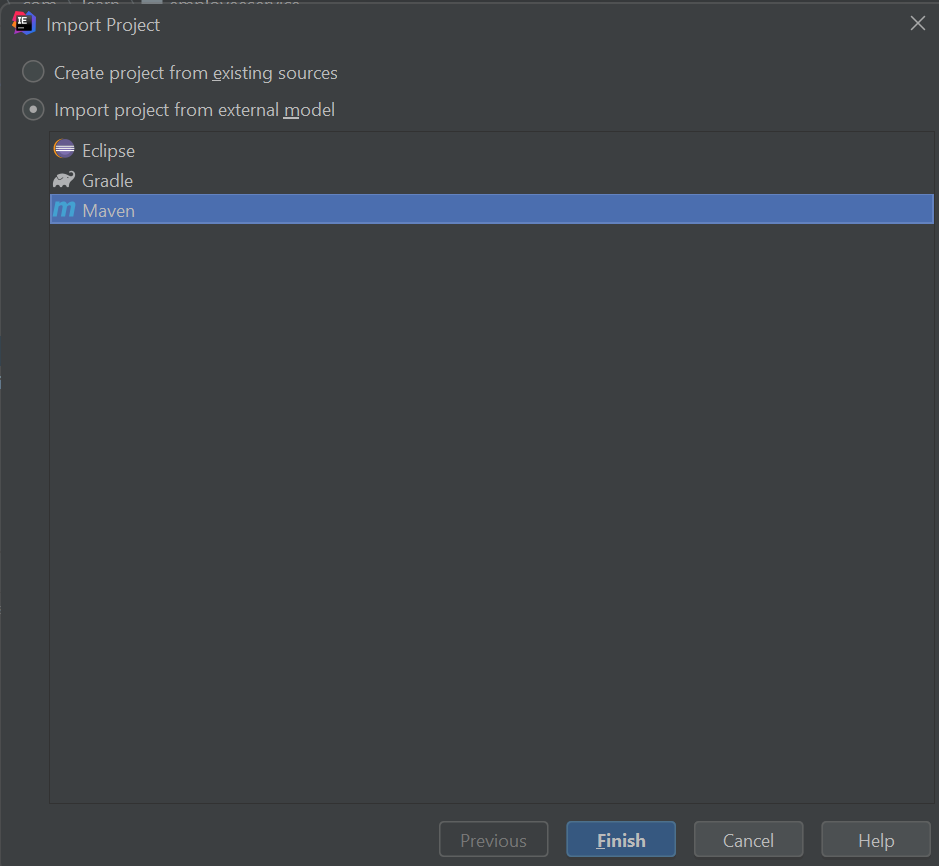 Import Project
Create project from existing sources
Import project from external model
Eclipse
Gradle
m Maven
Previous Finish Cancel Help